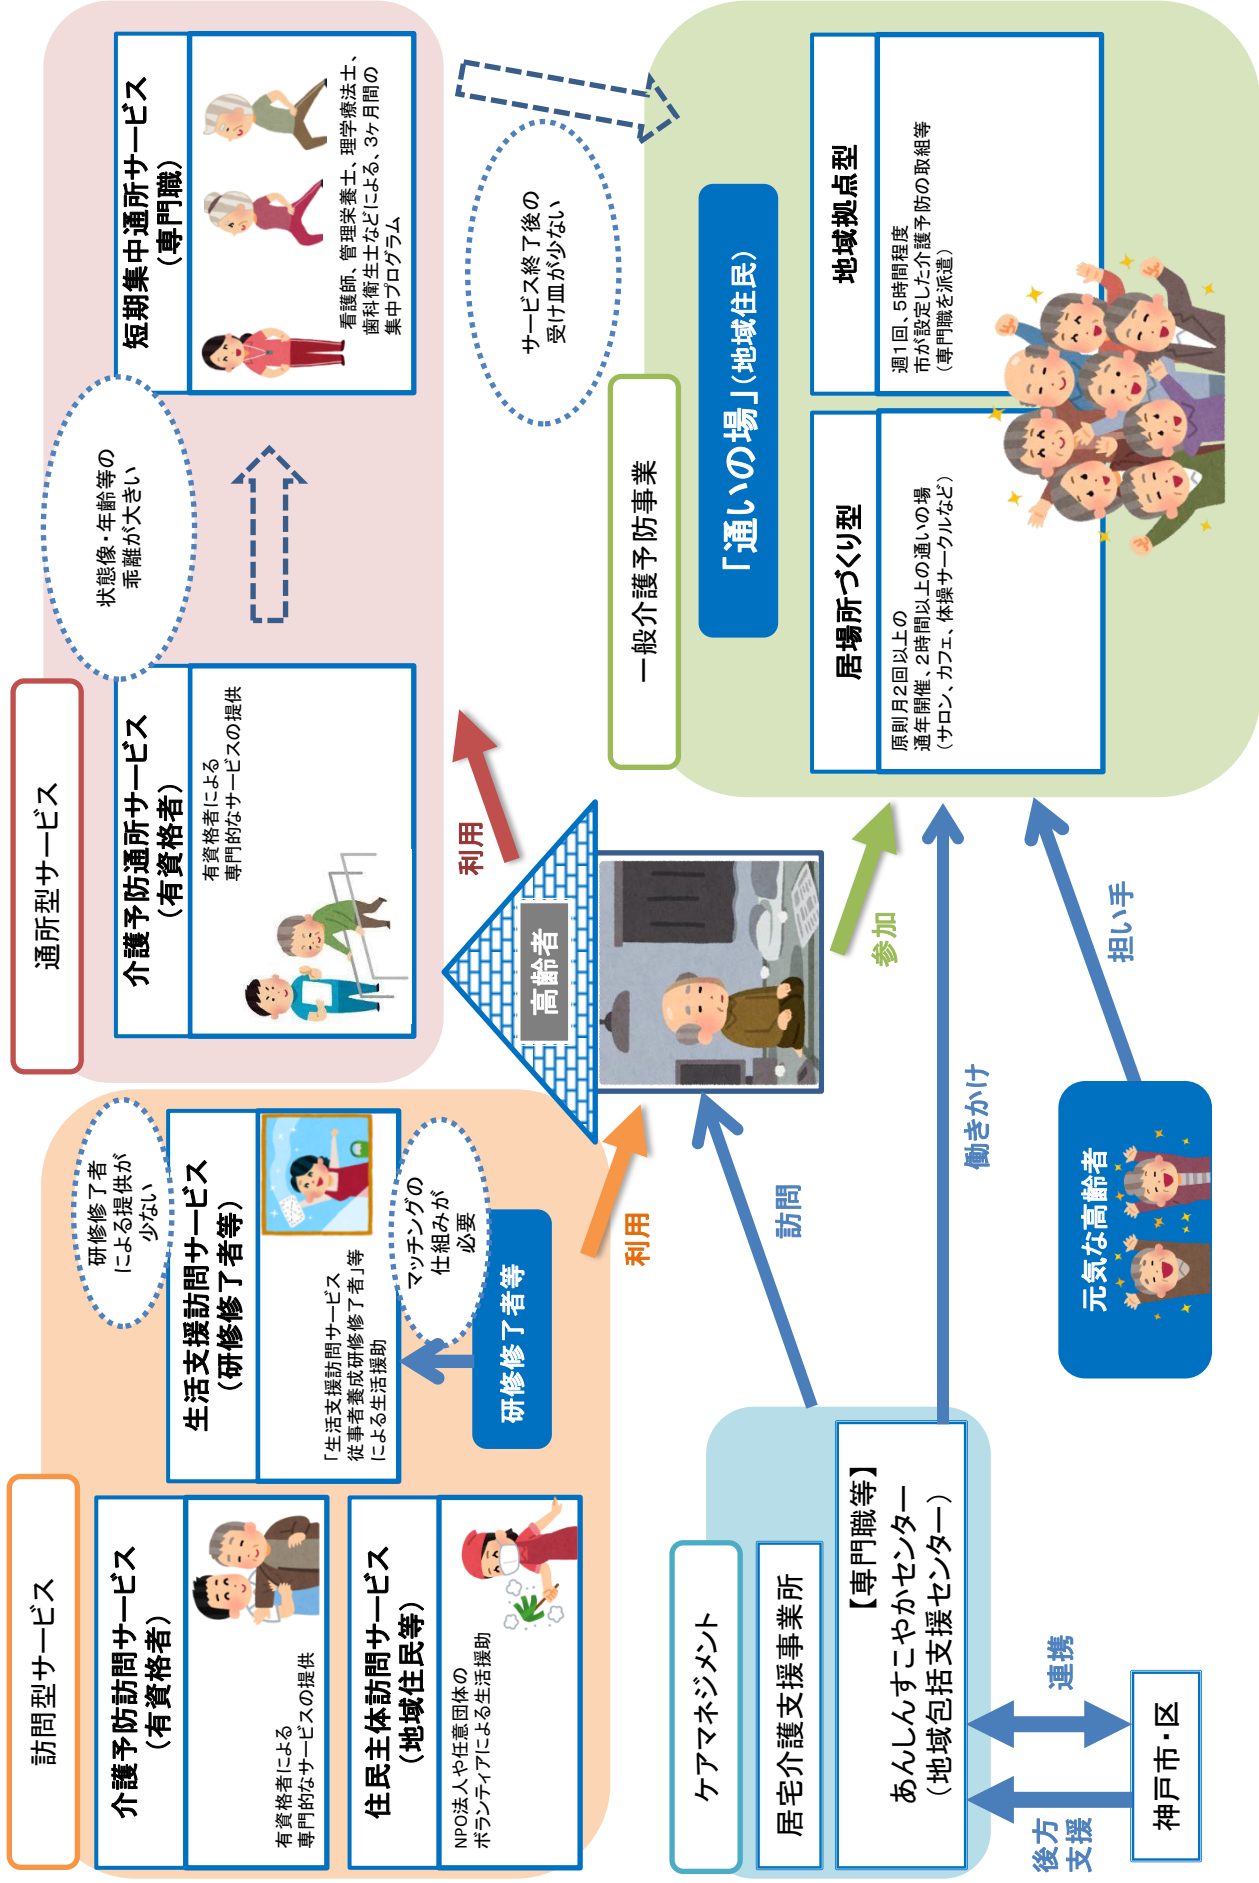 訪問型サービス
介護予防訪問サービス
（有資格者）
有資格者による
専門的なサービスの提供
住民主体訪問サービス
（地域住民等）
NPO法人や任意団体の
ボランティアによる生活援助
研修修了者
による提供が
少ない
生活支援訪問サービス
（研修修了者等）
「生活支援訪問サービス
従事者養成研修修了者」等
による生活援助
マッチングの
仕組みが
必要
研修修了者等
利用
通所型サービス
介護予防通所サービス
（有資格者）
有資格者による
専門的なサービスの提供
状態像・年齢等の
乖離が大きい
短期集中通所サービス
（専門職）
看護師、管理栄養士、理学療法士、
歯科衛生士などによる、3ヶ月間の
集中プログラム
利用
高齢者
サービス終了後の
受け皿が少ない
一般介護予防事業
「通いの場」（地域住民）
居場所づくり型
原則月２回以上の
通年開催、２時間以上の通いの場
（サロン、カフェ、体操サークルなど）
地域拠点型
週１回、５時間程度
市が設定した介護予防の取組等
（専門職を派遣）
参加
訪問
働きかけ
担い手
元気な高齢者
ケアマネジメント
居宅介護支援事業所
【専門職等】
あんしんすこやかセンター
（地域包括支援センター）
後方
支援
連携
神戸市・区